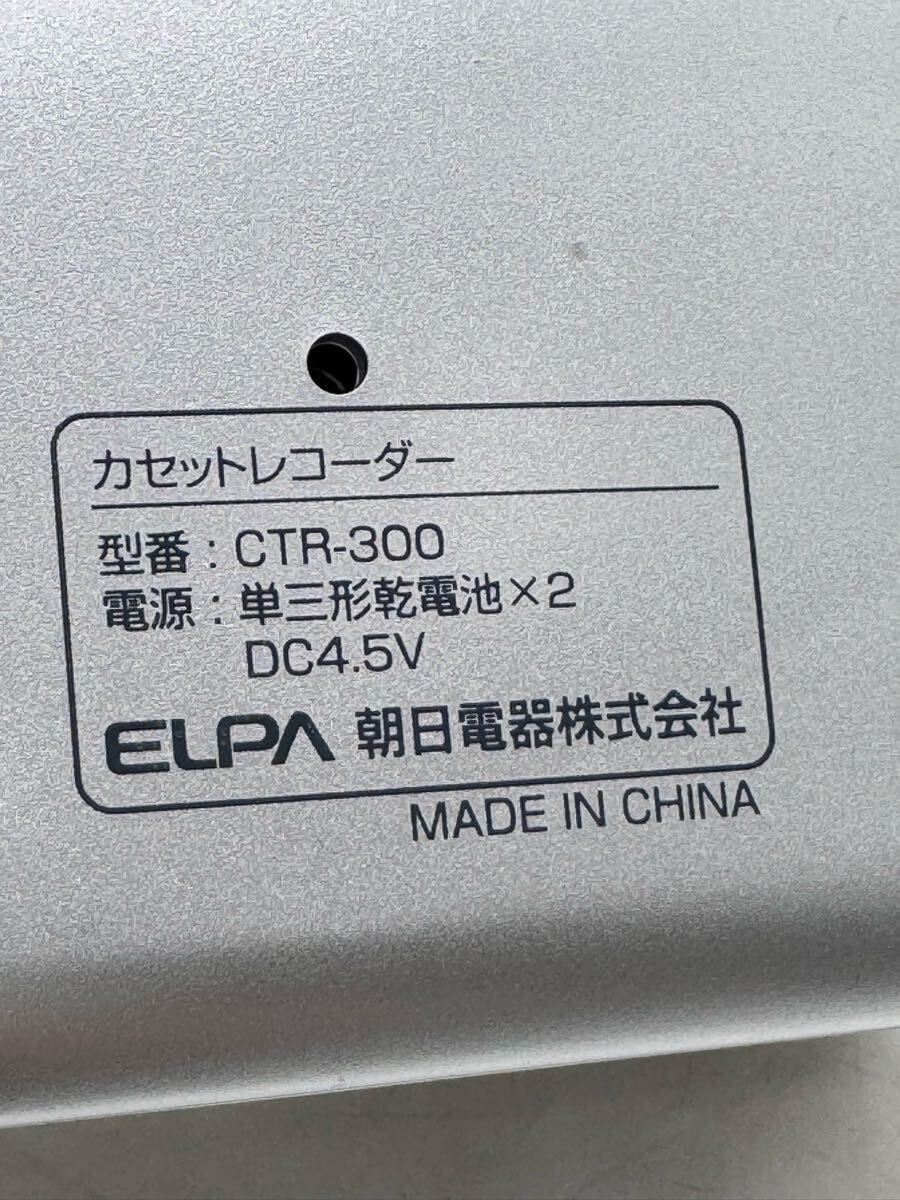 カセットレコーダー
型番：CTR-300
電源：単三形乾電池×2
DC4.5V
ELPA 朝日電器株式会社
MADE IN CHINA